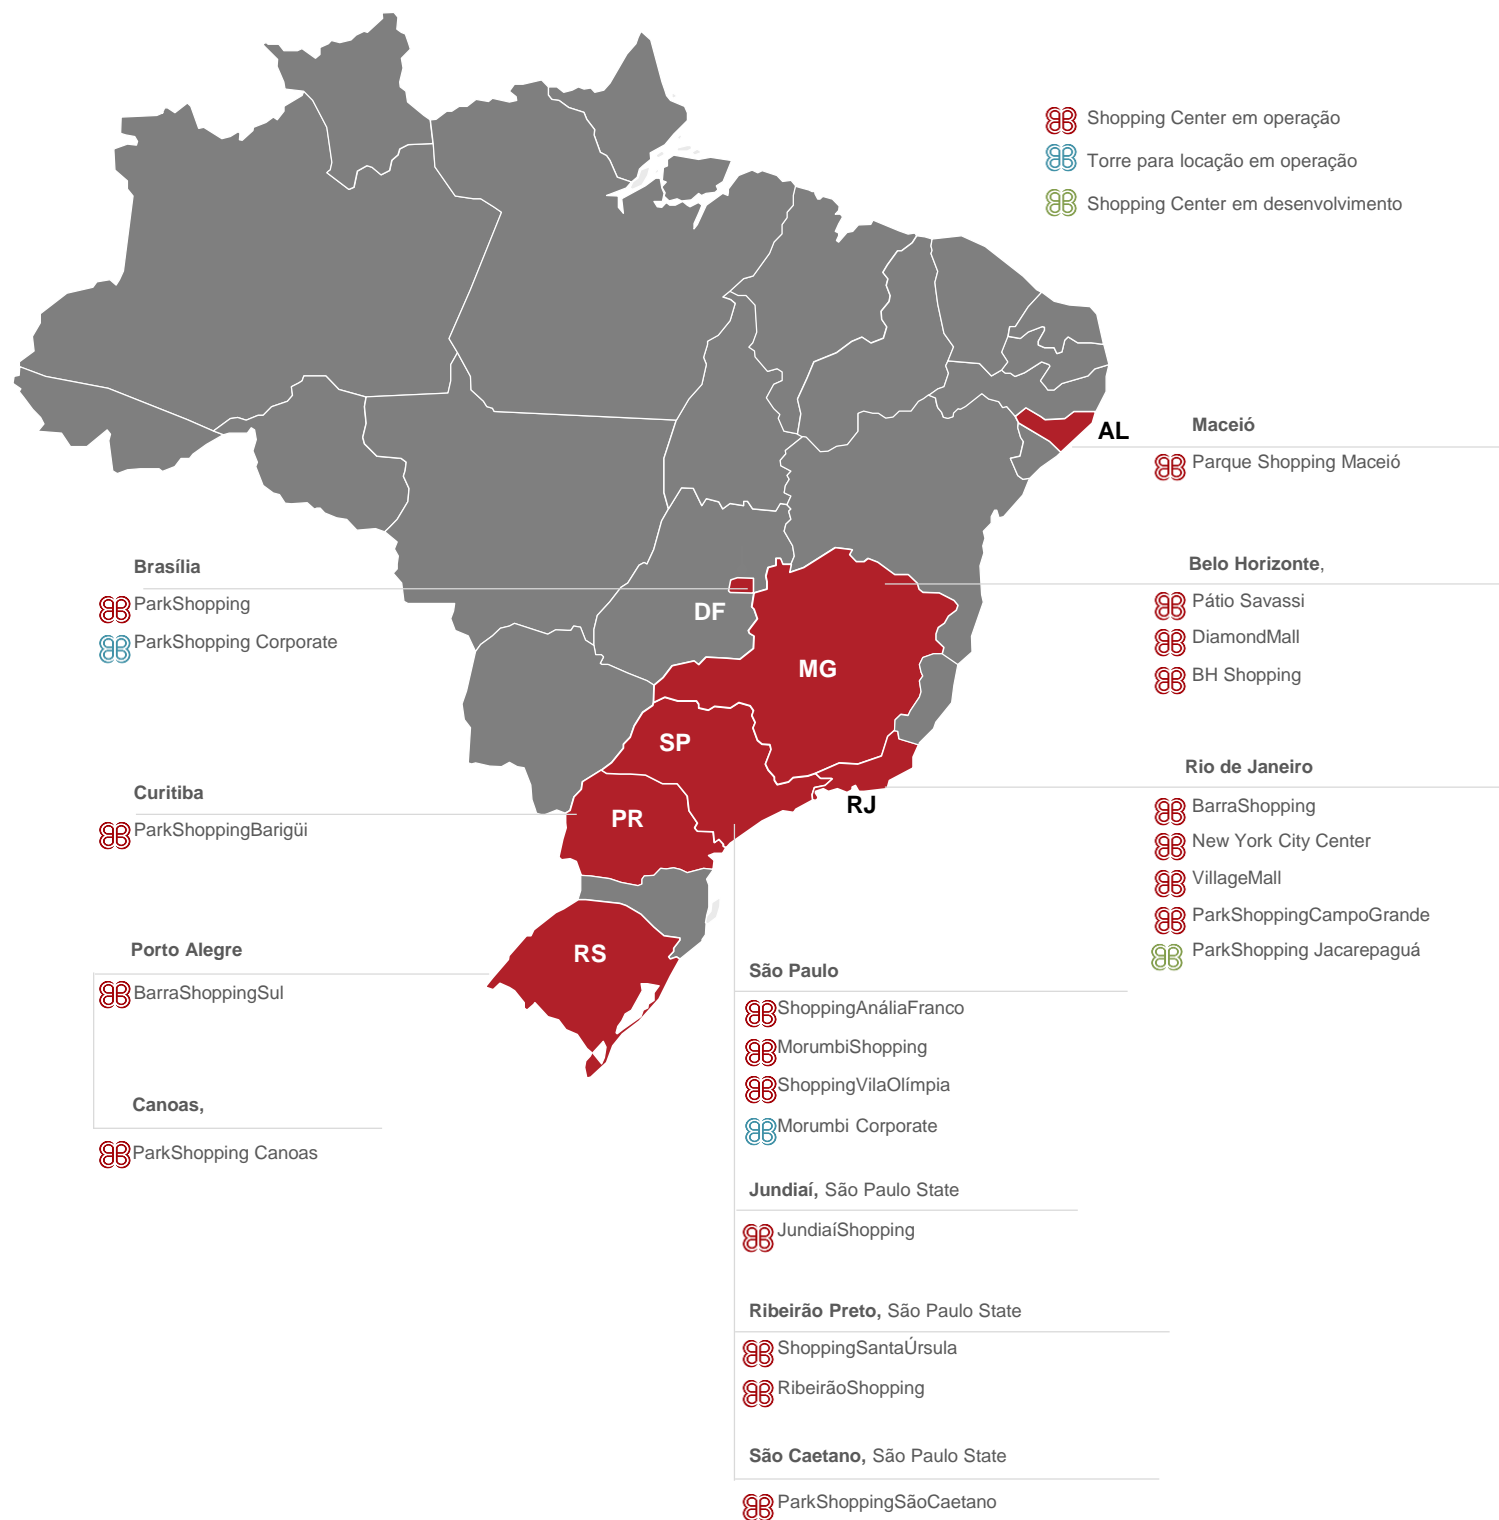 Shopping Center em operação
Torre para locação em operação
Shopping Center em desenvolvimento
AL
Maceió
Parque Shopping Maceió
Brasília
ParkShopping
ParkShopping Corporate
DF
MG
Belo Horizonte,
Pátio Savassi
DiamondMall
BH Shopping
SP
Rio de Janeiro
RJ
BarraShopping
New York City Center
VillageMall
ParkShoppingCampoGrande
ParkShopping Jacarepaguá
Curitiba
ParkShoppingBarigüi
PR
Porto Alegre
BarraShoppingSul
RS
Canoas,
ParkShopping Canoas
São Paulo
ShoppingAnáliaFranco
MorumbiShopping
ShoppingVilaOlímpia
Morumbi Corporate
Jundiaí, São Paulo State
JundiaíShopping
Ribeirão Preto, São Paulo State
ShoppingSantaÚrsula
RibeirãoShopping
São Caetano, São Paulo State
ParkShoppingSãoCaetano